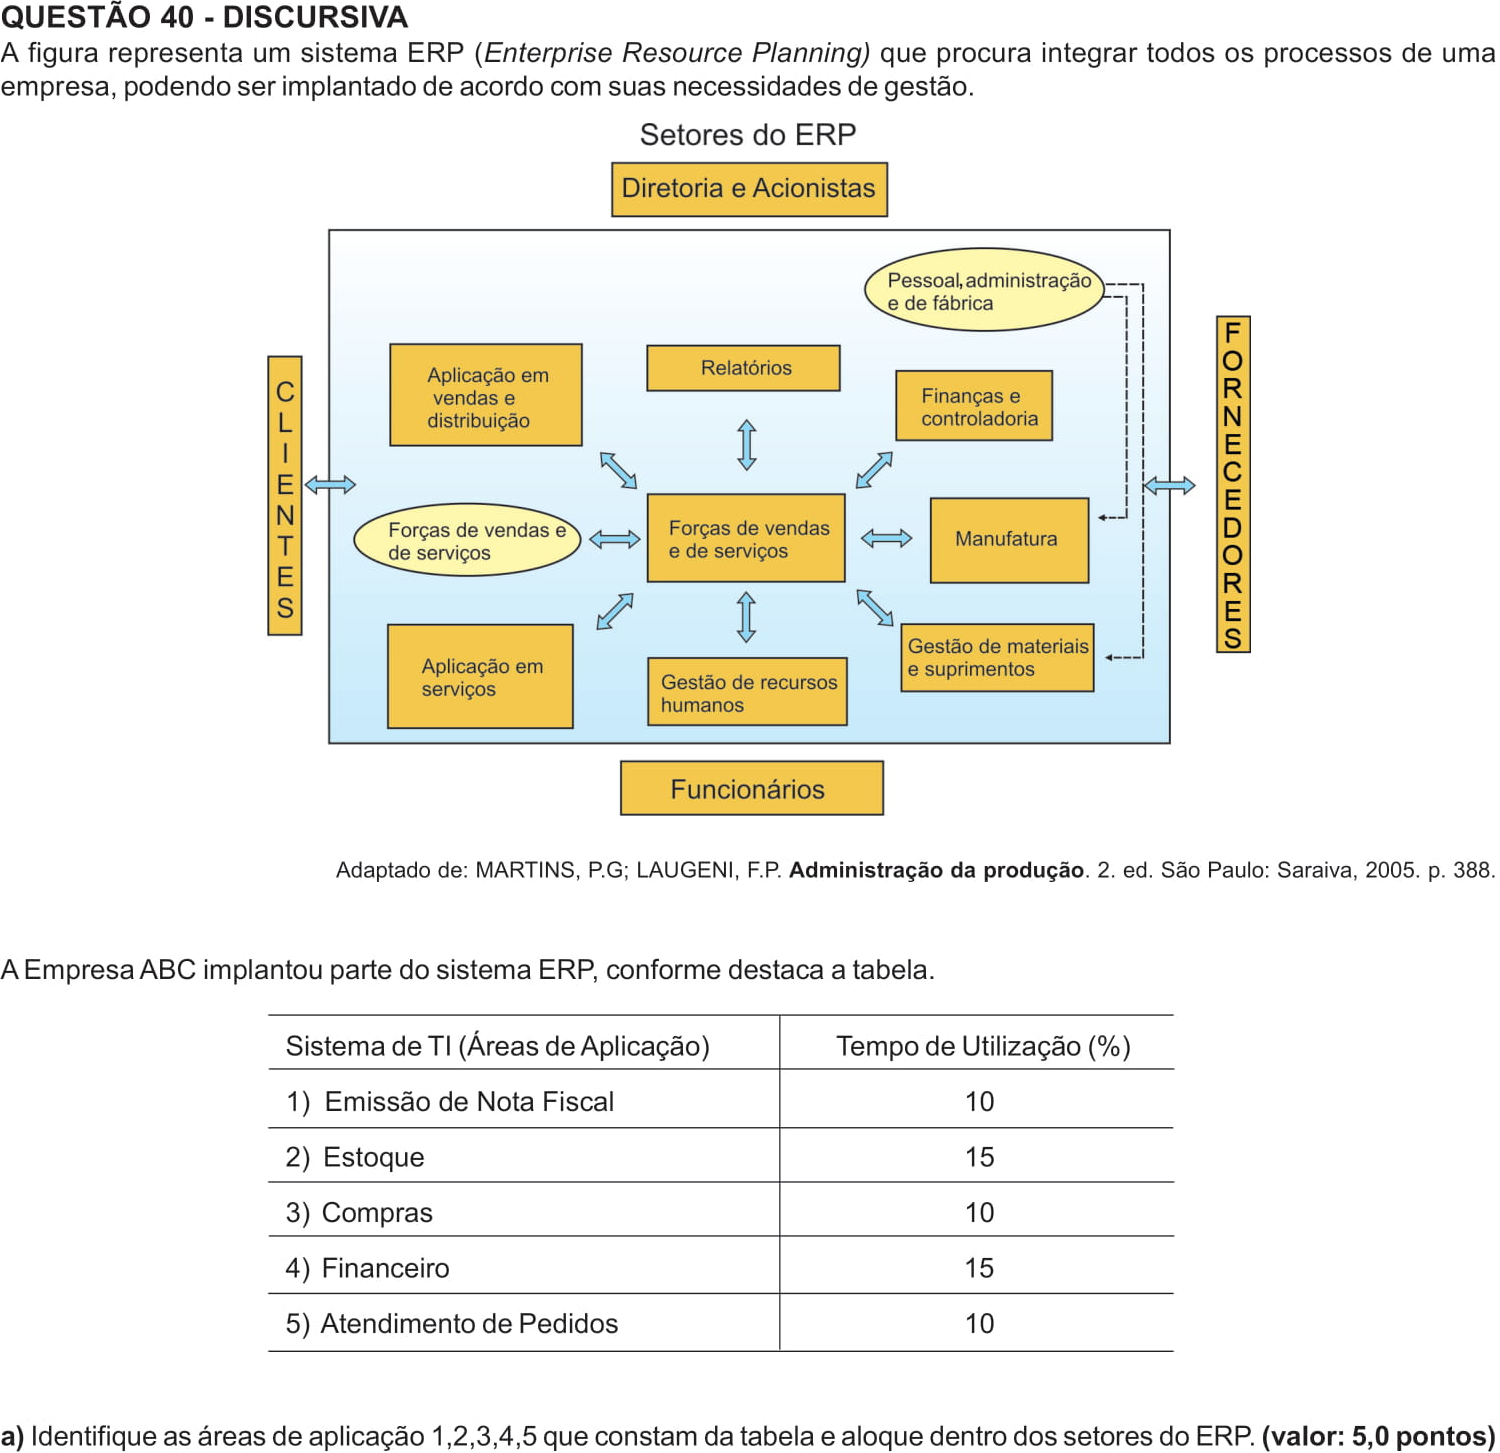 QUESTÃO 40 - DISCURSIVA
A figura representa um sistema ERP (Enterprise Resource Planning) que procura integrar todos os processos de uma
empresa, podendo ser implantado de acordo com suas necessidades de gestão.
Setores do ERP
Diretoria e Acionistas
Pessoal, administração
e de fábrica
Aplicação em
vendas e
distribuição
Relatórios
Finanças e
controladoria
CLIENTES
FORNECEDORES
Forças de vendas e
de serviços
Forças de vendas
e de serviços
Manufatura
Aplicação em
serviços
Gestão de recursos
humanos
Gestão de materiais
e suprimentos
Funcionários
Adaptado de: MARTINS, P.G; LAUGENI, F.P. Administração da produção. 2. ed. São Paulo: Saraiva, 2005. p. 388.
A Empresa ABC implantou parte do sistema ERP, conforme destaca a tabela.
Sistema de TI (Áreas de Aplicação) Tempo de Utilização (%)
1) Emissão de Nota Fiscal 10
2) Estoque 15
3) Compras 10
4) Financeiro 15
5) Atendimento de Pedidos 10
a) Identifique as áreas de aplicação 1,2,3,4,5 que constam da tabela e aloque dentro dos setores do ERP. (valor: 5,0 pontos)